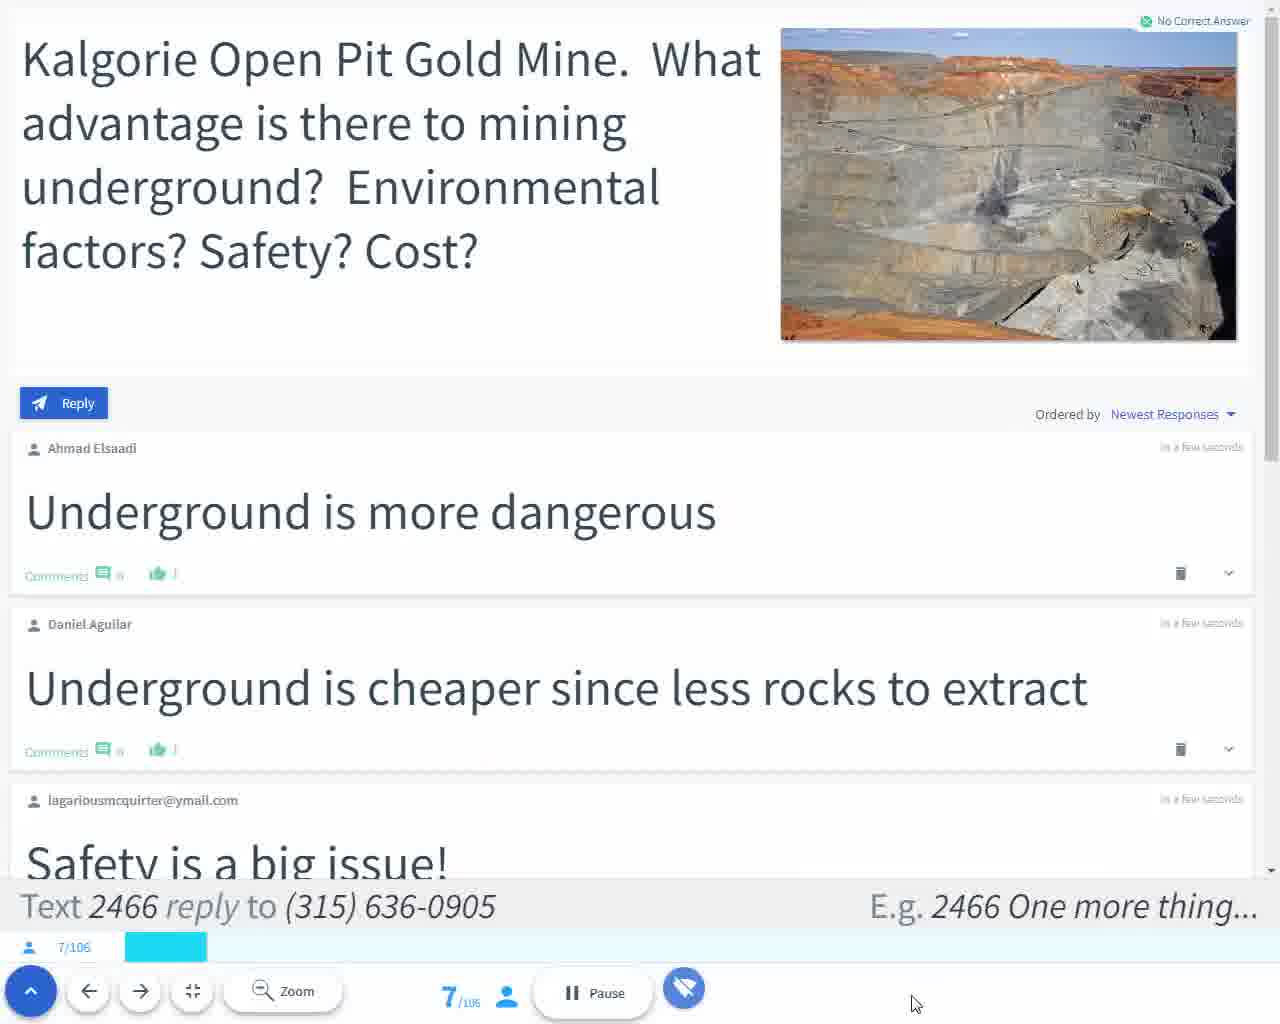 No Correct Answer
Kalgorie Open Pit Gold Mine. What
advantage is there to mining
underground? Environmental
factors? Safety? Cost?
Reply
Ordered by Newest Responses
Ahmad Elsaadi
in a few seconds
Underground is more dangerous
Comments 0
Daniel Aguilar
in a few seconds
Underground is cheaper since less rocks to extract
Comments 0
lagariousmcquirter@ymail.com
in a few seconds
Safety is a big issue!
Text 2466 reply to (315) 636-0905
E.g. 2466 One more thing...
7/106
Zoom
7/106
Pause